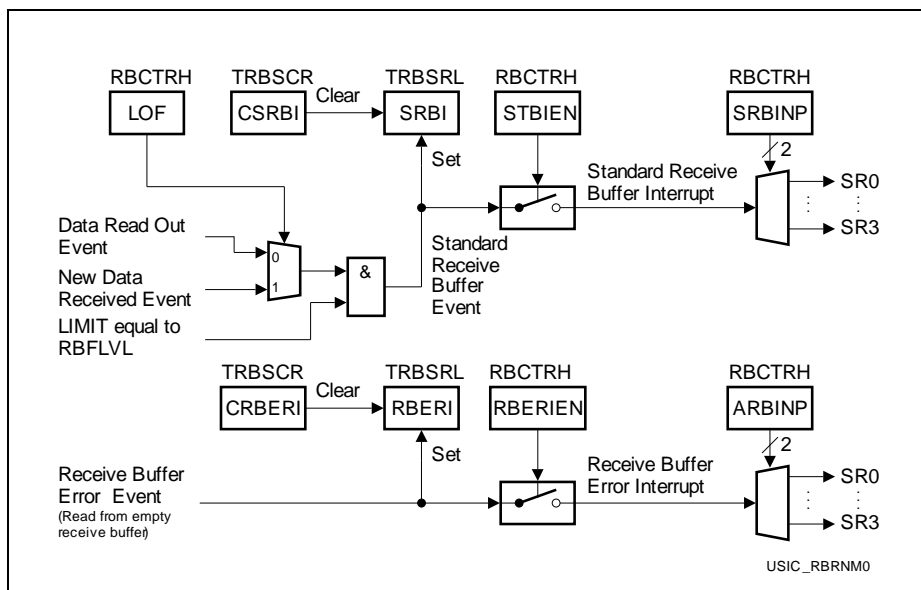 RBCTRH TRBSCR TRBSRL RBCTRH RBCTRH
LOF CSRBI Clear SRBI STBIEN SRBINP
Set
2
Standard Receive
Buffer Interrupt
SR0
SR3
Data Read Out
Event
0
New Data
Received Event
1
LIMIT equal to
RBFLVL
&
Standard
Receive
Buffer
Event
TRBSCR TRBSRL RBCTRH RBCTRH
CRBERI Clear RBERI RBERIEN ARBINP
Set
2
Receive Buffer
Error Event
(Read from empty
receive buffer)
Receive Buffer
Error Interrupt
SR0
SR3
USIC_RBRNM0